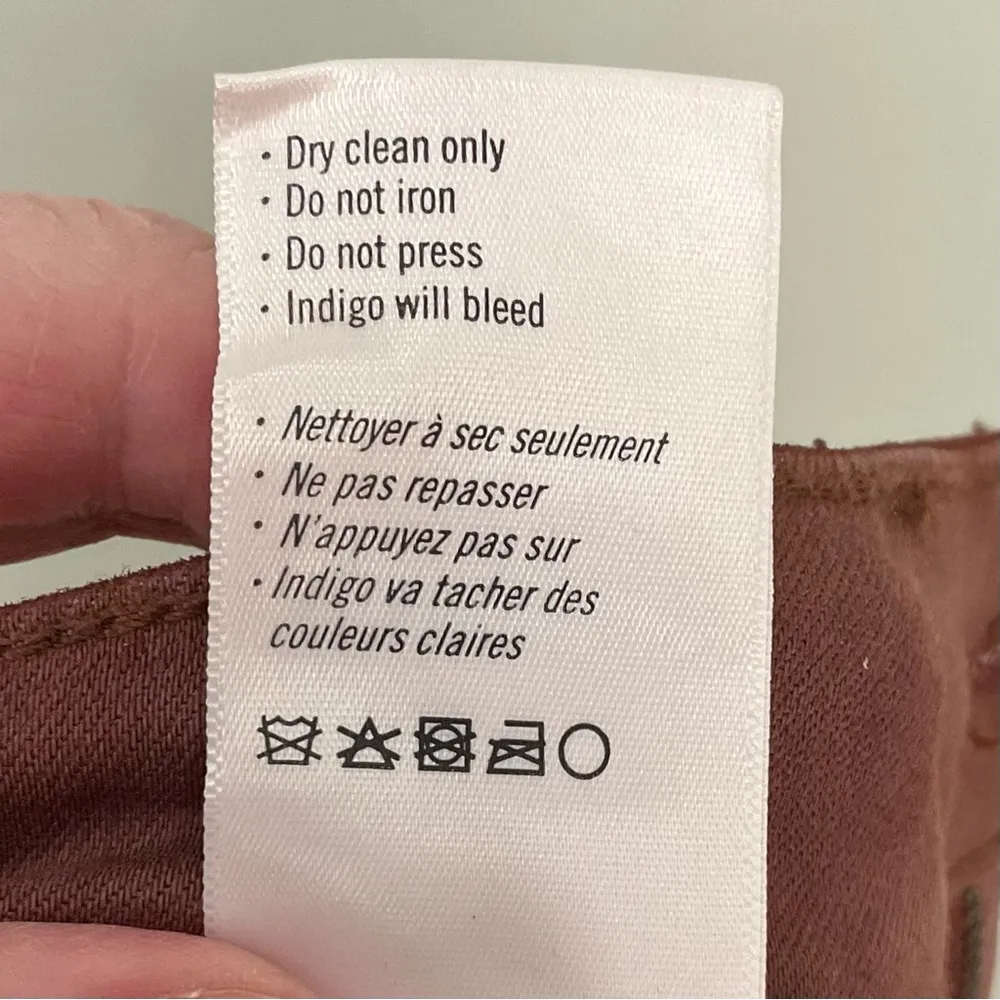 • Dry clean only
• Do not iron
• Do not press
• Indigo will bleed
• Nettoyer à sec seulement
• Ne pas repasser
• N'appuyez pas sur
• Indigo va tacher des
couleurs claires